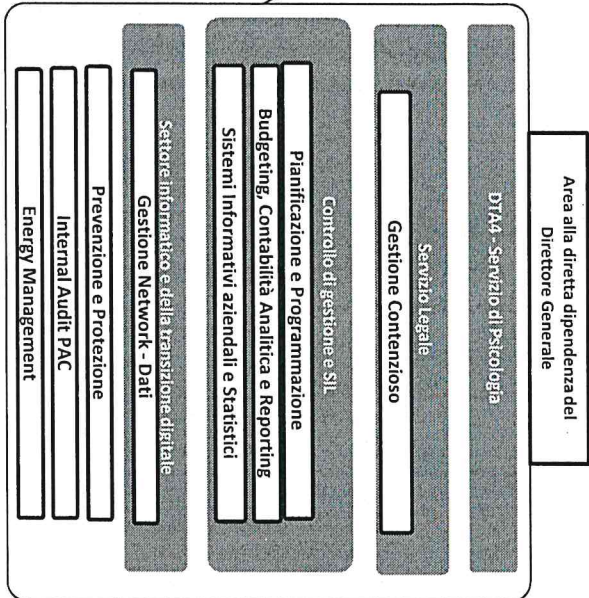 Area alla diretta dipendenza del
Direttore Generale
DTA4 - Servizio di Psicologia
Servizio Legale
Gestione Contenzioso
Controllo di gestione e SIL
Pianificazione e Programmazione
Budgeting, Contabilità Analitica e Reporting
Sistemi Informativi aziendali e Statistici
Settore informatico e della transizione digitale
Gestione Network - Dati
Prevenzione e Protezione
Internal Audit PAC
Energy Management